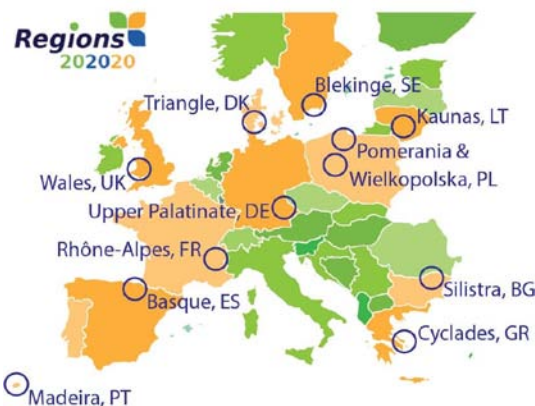 Regions
202020
Blekinge, SE
Triangle, DK
Kaunas, LT
Pomerania &
Wielkopolska, PL
Wales, UK
Upper Palatinate, DE
Rhône-Alpes, FR
Basque, ES
Silistra, BG
Cyclades, GR
Madeira, PT